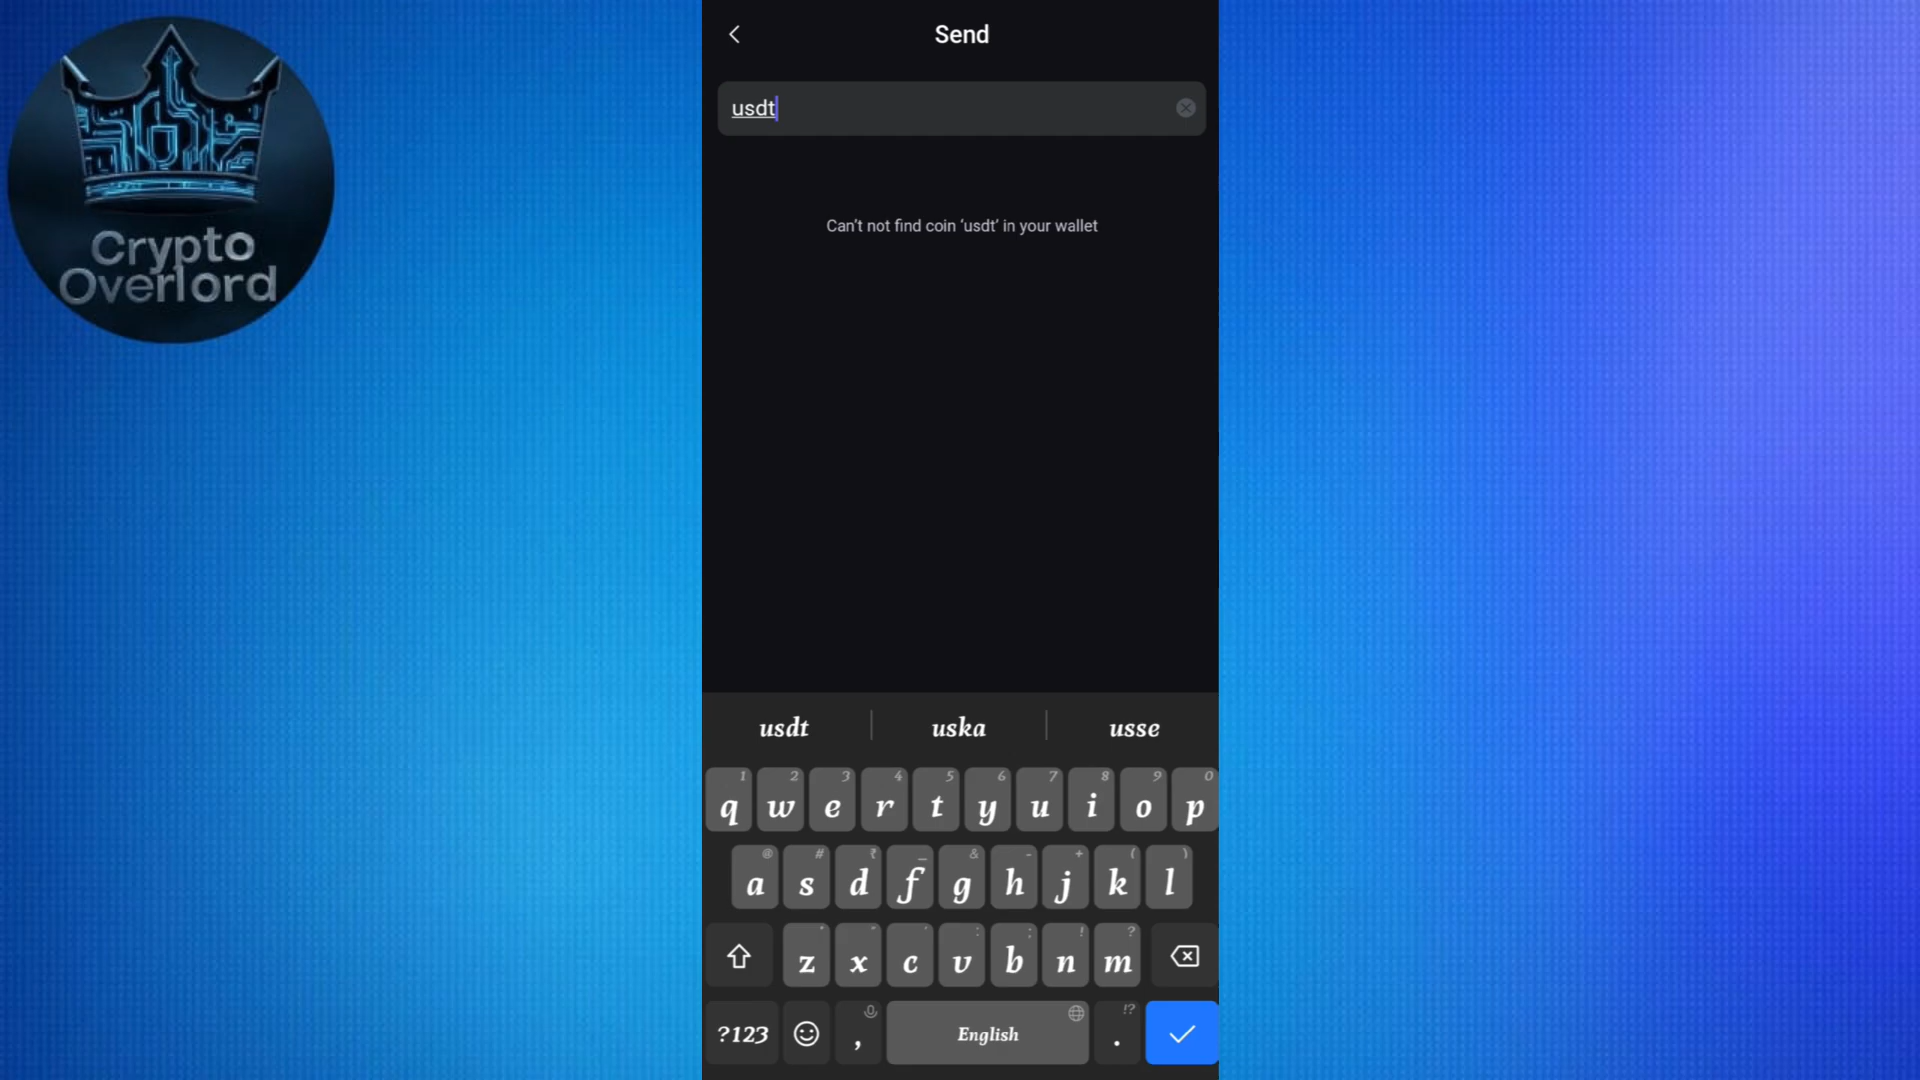 Crypto
Overlord
Send
usdt
Can't not find coin ‘usdt’ in your wallet
usdt uska usse
1 2 3 4 5 6 7 8 9 0
q w e r t y u i o p
@ # ₹ _ & - + ( )
a s d f g h j k l
* " ' : ; ! ?
z x c v b n m
!?
?123 , English .